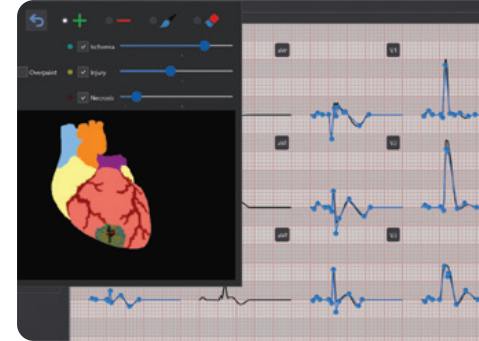 Ischemia
Overpaint
Injury
Necrosis
aVR
V1
aVL
V2
aVF
V3